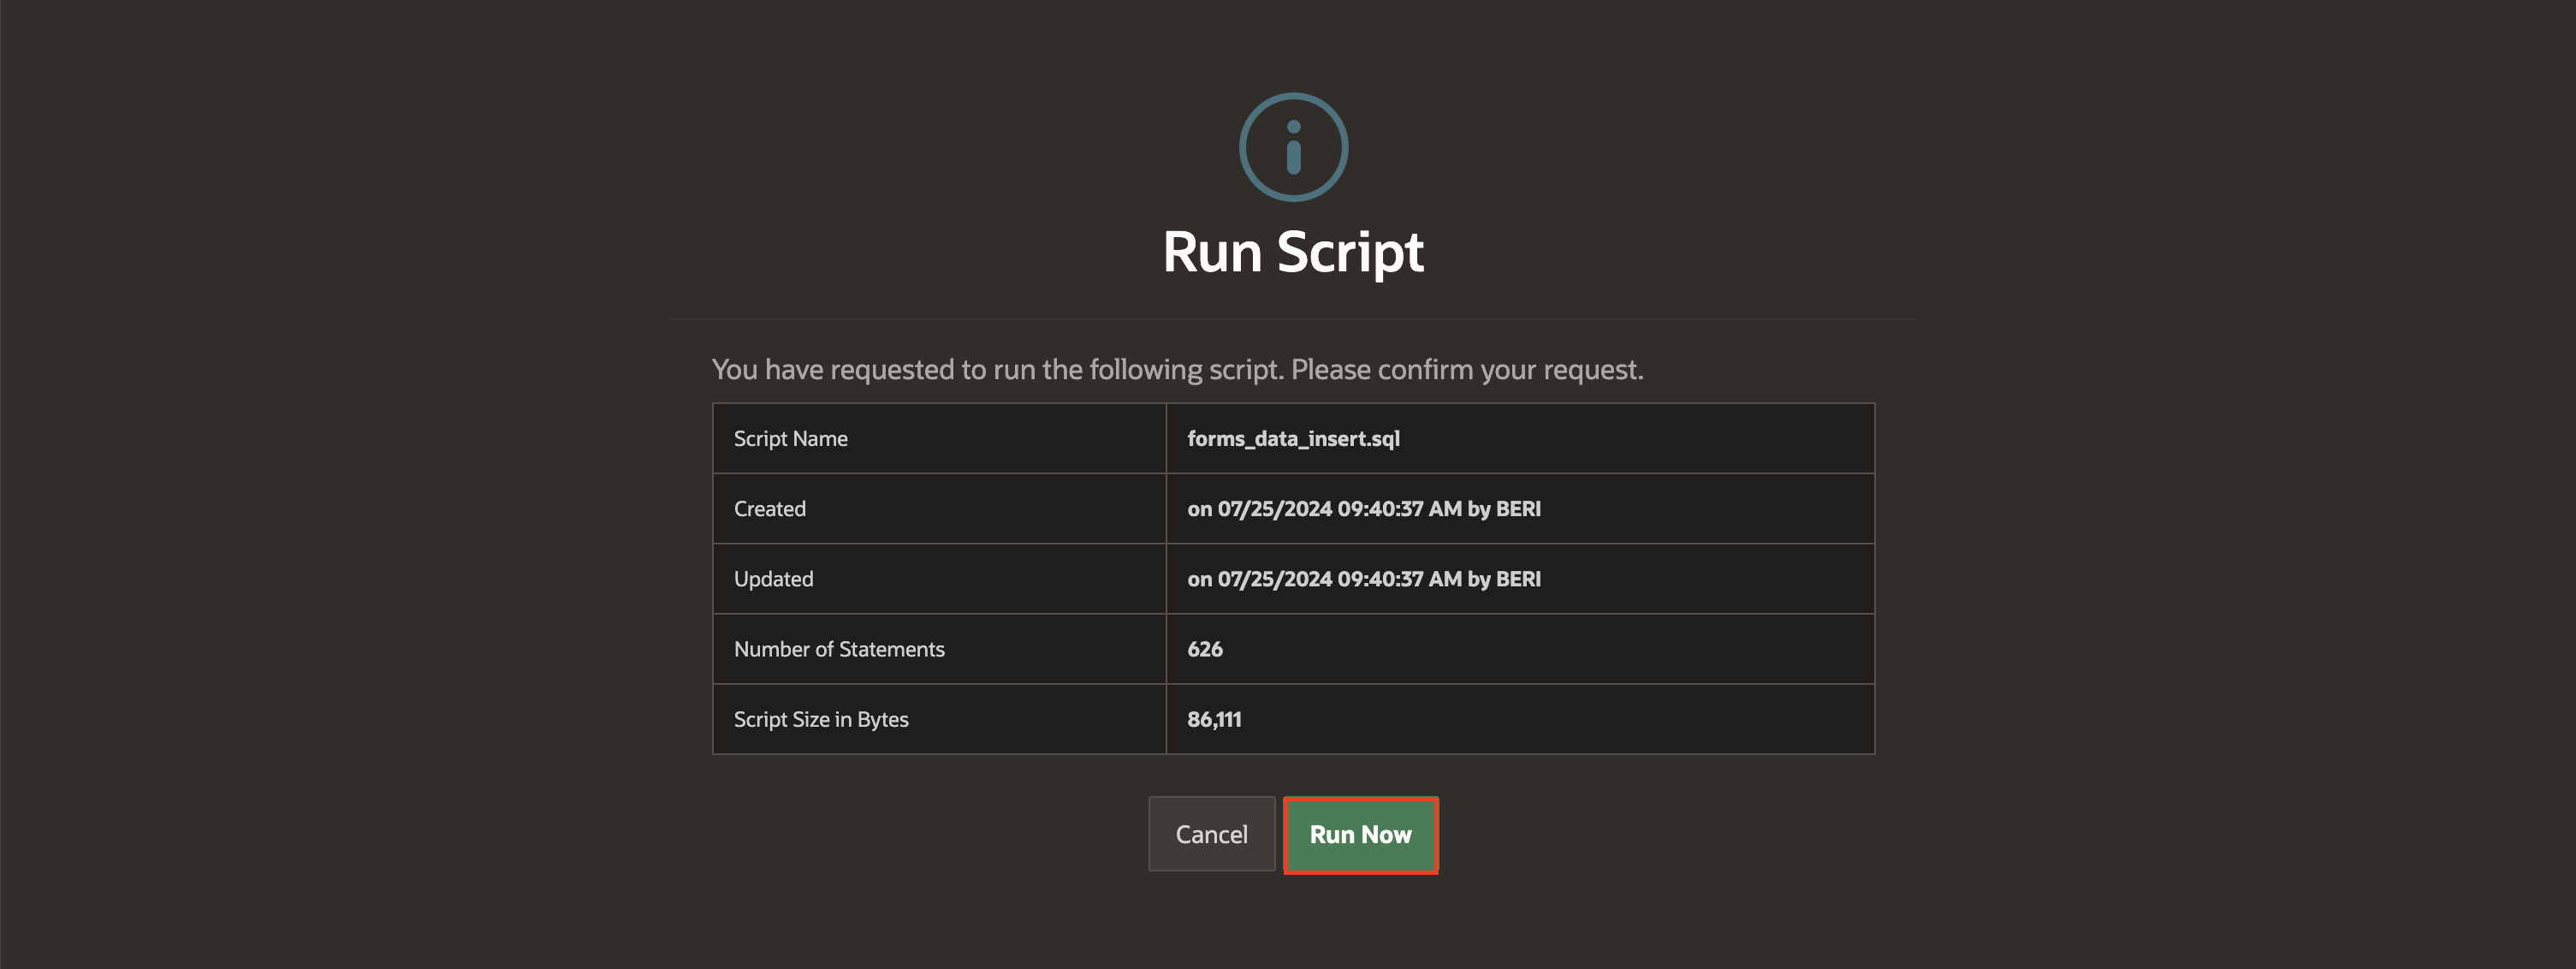 Run Script
You have requested to run the following script. Please confirm your request.
Script Name forms_data_insert.sql
Created on 07/25/2024 09:40:37 AM by BERI
Updated on 07/25/2024 09:40:37 AM by BERI
Number of Statements 626
Script Size in Bytes 86,111
Cancel Run Now